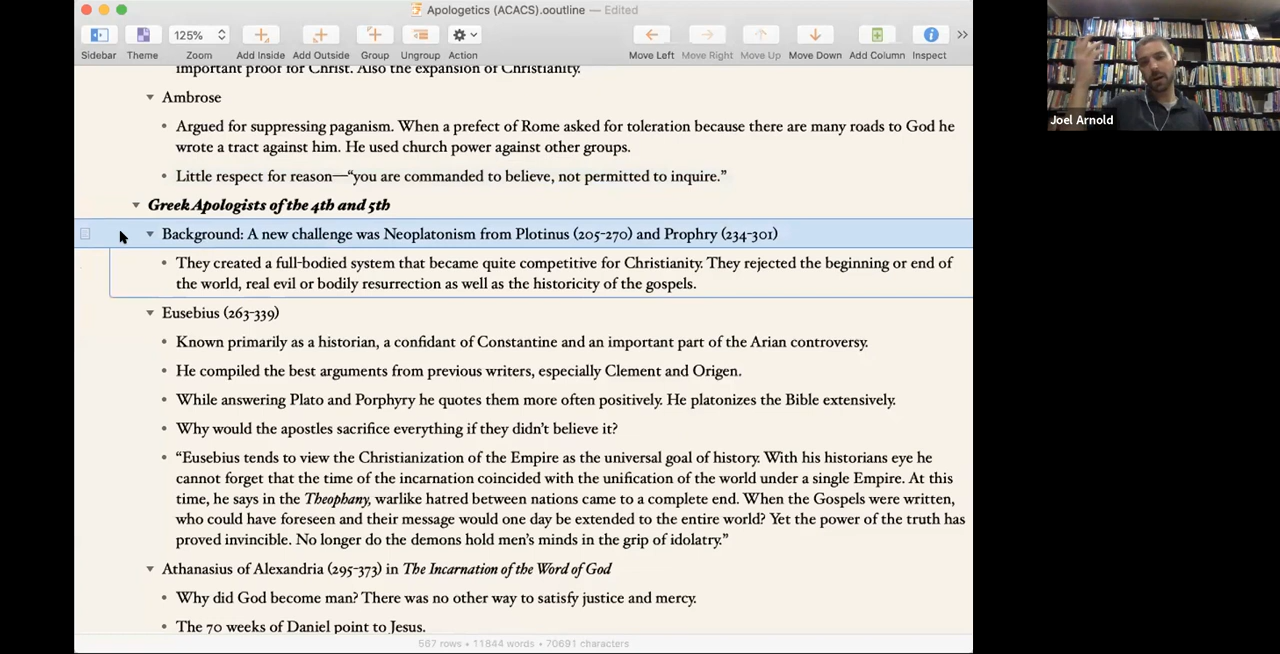 Apologetics (ACACS).ooutline — Edited
125%
Sidebar Theme Zoom Add Inside Add Outside Group Ungroup Action Move Left Move Right Move Up Move Down Add Column Inspect
important proof for Christ. Also the expansion of Christianity.
Ambrose
• Argued for suppressing paganism. When a prefect of Rome asked for toleration because there are many roads to God he
wrote a tract against him. He used church power against other groups.
• Little respect for reason—“you are commanded to believe, not permitted to inquire.”
Greek Apologists of the 4th and 5th
Background: A new challenge was Neoplatonism from Plotinus (205-270) and Prophry (234-301)
• They created a full-bodied system that became quite competitive for Christianity. They rejected the beginning or end of
the world, real evil or bodily resurrection as well as the historicity of the gospels.
Eusebius (263-339)
• Known primarily as a historian, a confidant of Constantine and an important part of the Arian controversy.
• He compiled the best arguments from previous writers, especially Clement and Origen.
• While answering Plato and Porphyry he quotes them more often positively. He platonizes the Bible extensively.
• Why would the apostles sacrifice everything if they didn’t believe it?
• “Eusebius tends to view the Christianization of the Empire as the universal goal of history. With his historians eye he
cannot forget that the time of the incarnation coincided with the unification of the world under a single Empire. At this
time, he says in the Theophany, warlike hatred between nations came to a complete end. When the Gospels were written,
who could have foreseen and their message would one day be extended to the entire world? Yet the power of the truth has
proved invincible. No longer do the demons hold men’s minds in the grip of idolatry.”
Athanasius of Alexandria (295-373) in The Incarnation of the Word of God
• Why did God become man? There was no other way to satisfy justice and mercy.
• The 70 weeks of Daniel point to Jesus.
567 rows • 11844 words • 70691 characters
Joel Arnold